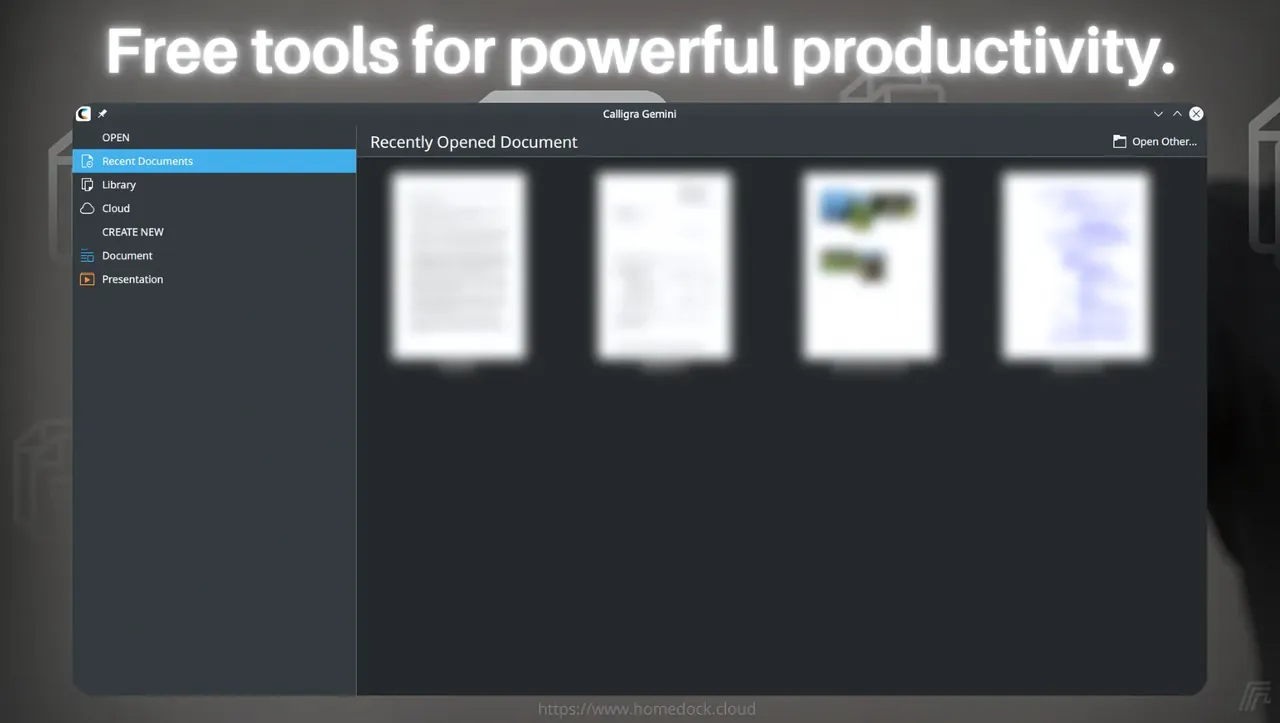 Free tools for powerful productivity.
Calligra Gemini
OPEN
Recent Documents
Library
Cloud
CREATE NEW
Document
Presentation
Recently Opened Document
Open Other...
https://www.homedock.cloud